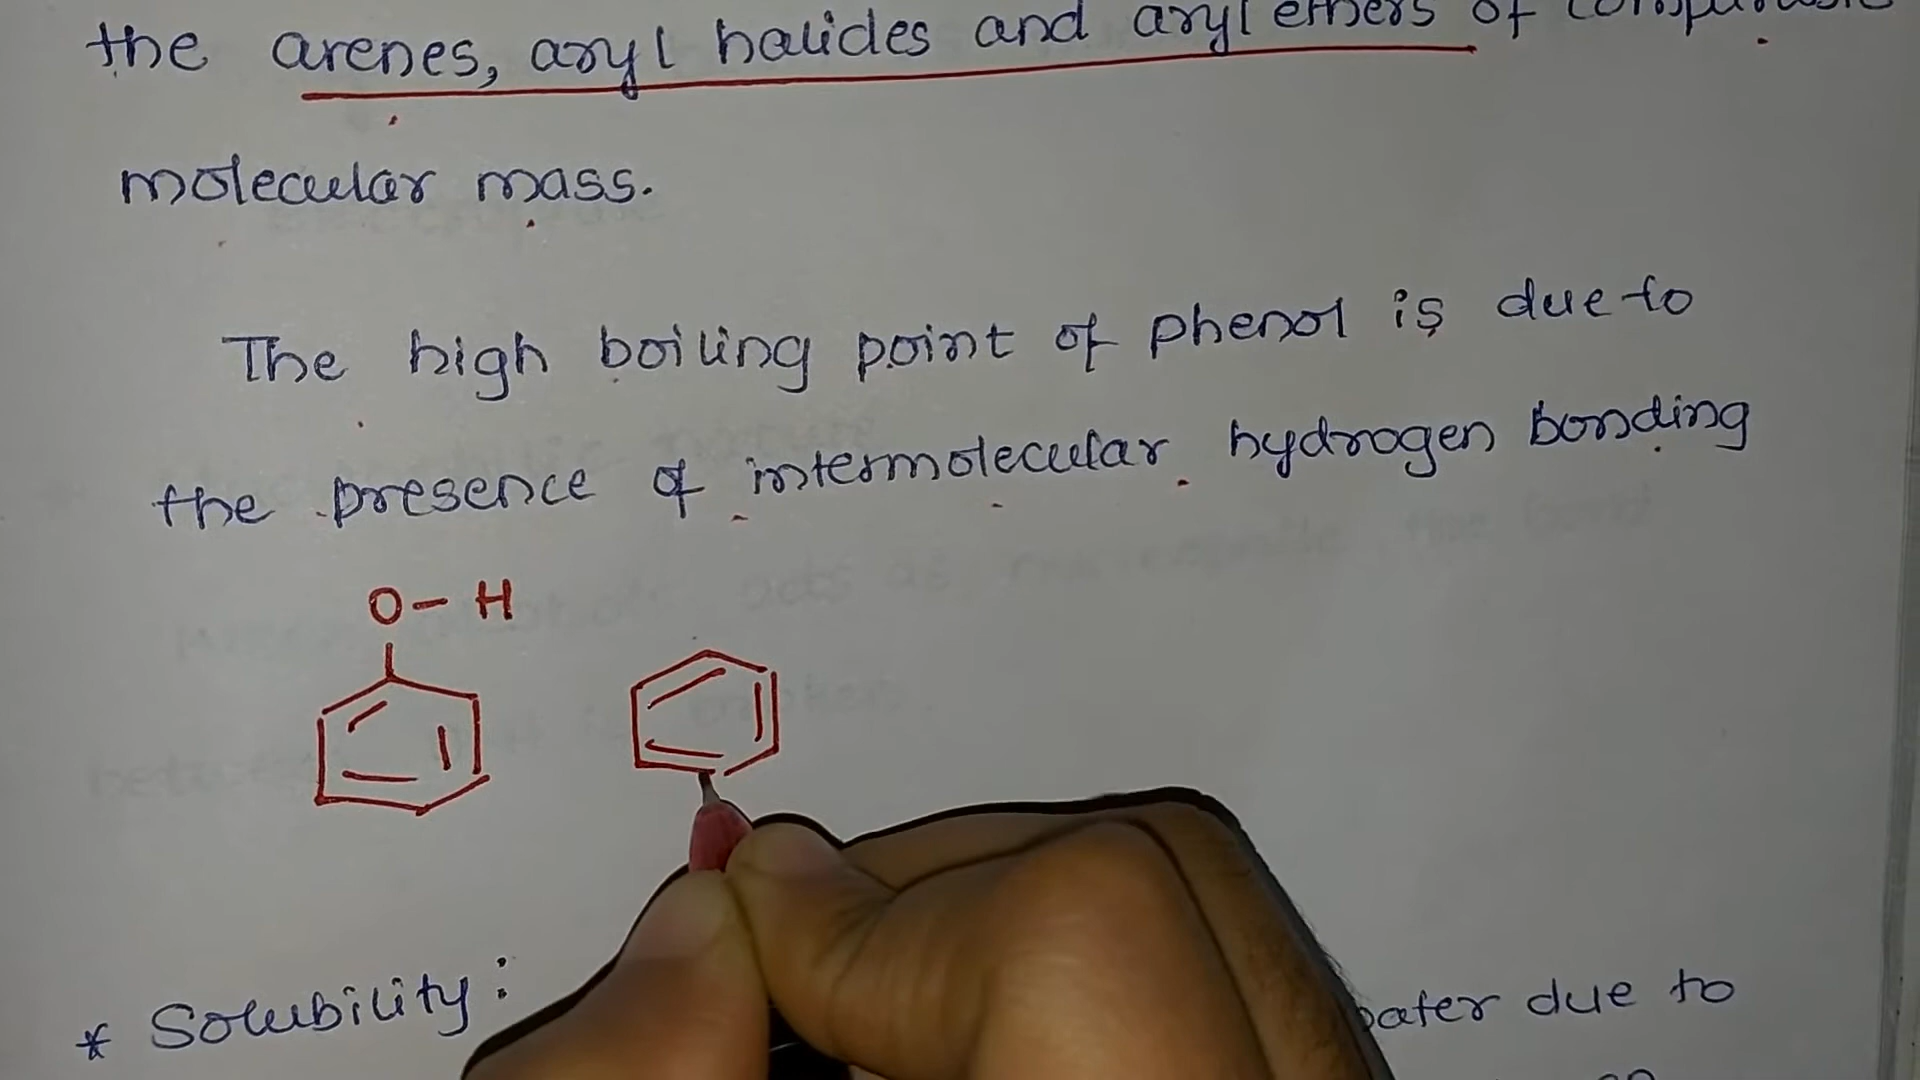 the arenes, aryl halides and aryl ethers of
molecular mass.
The high boiling point of phenol is due to
the presence of intermolecular hydrogen bonding
O - H
* Solubility: due to